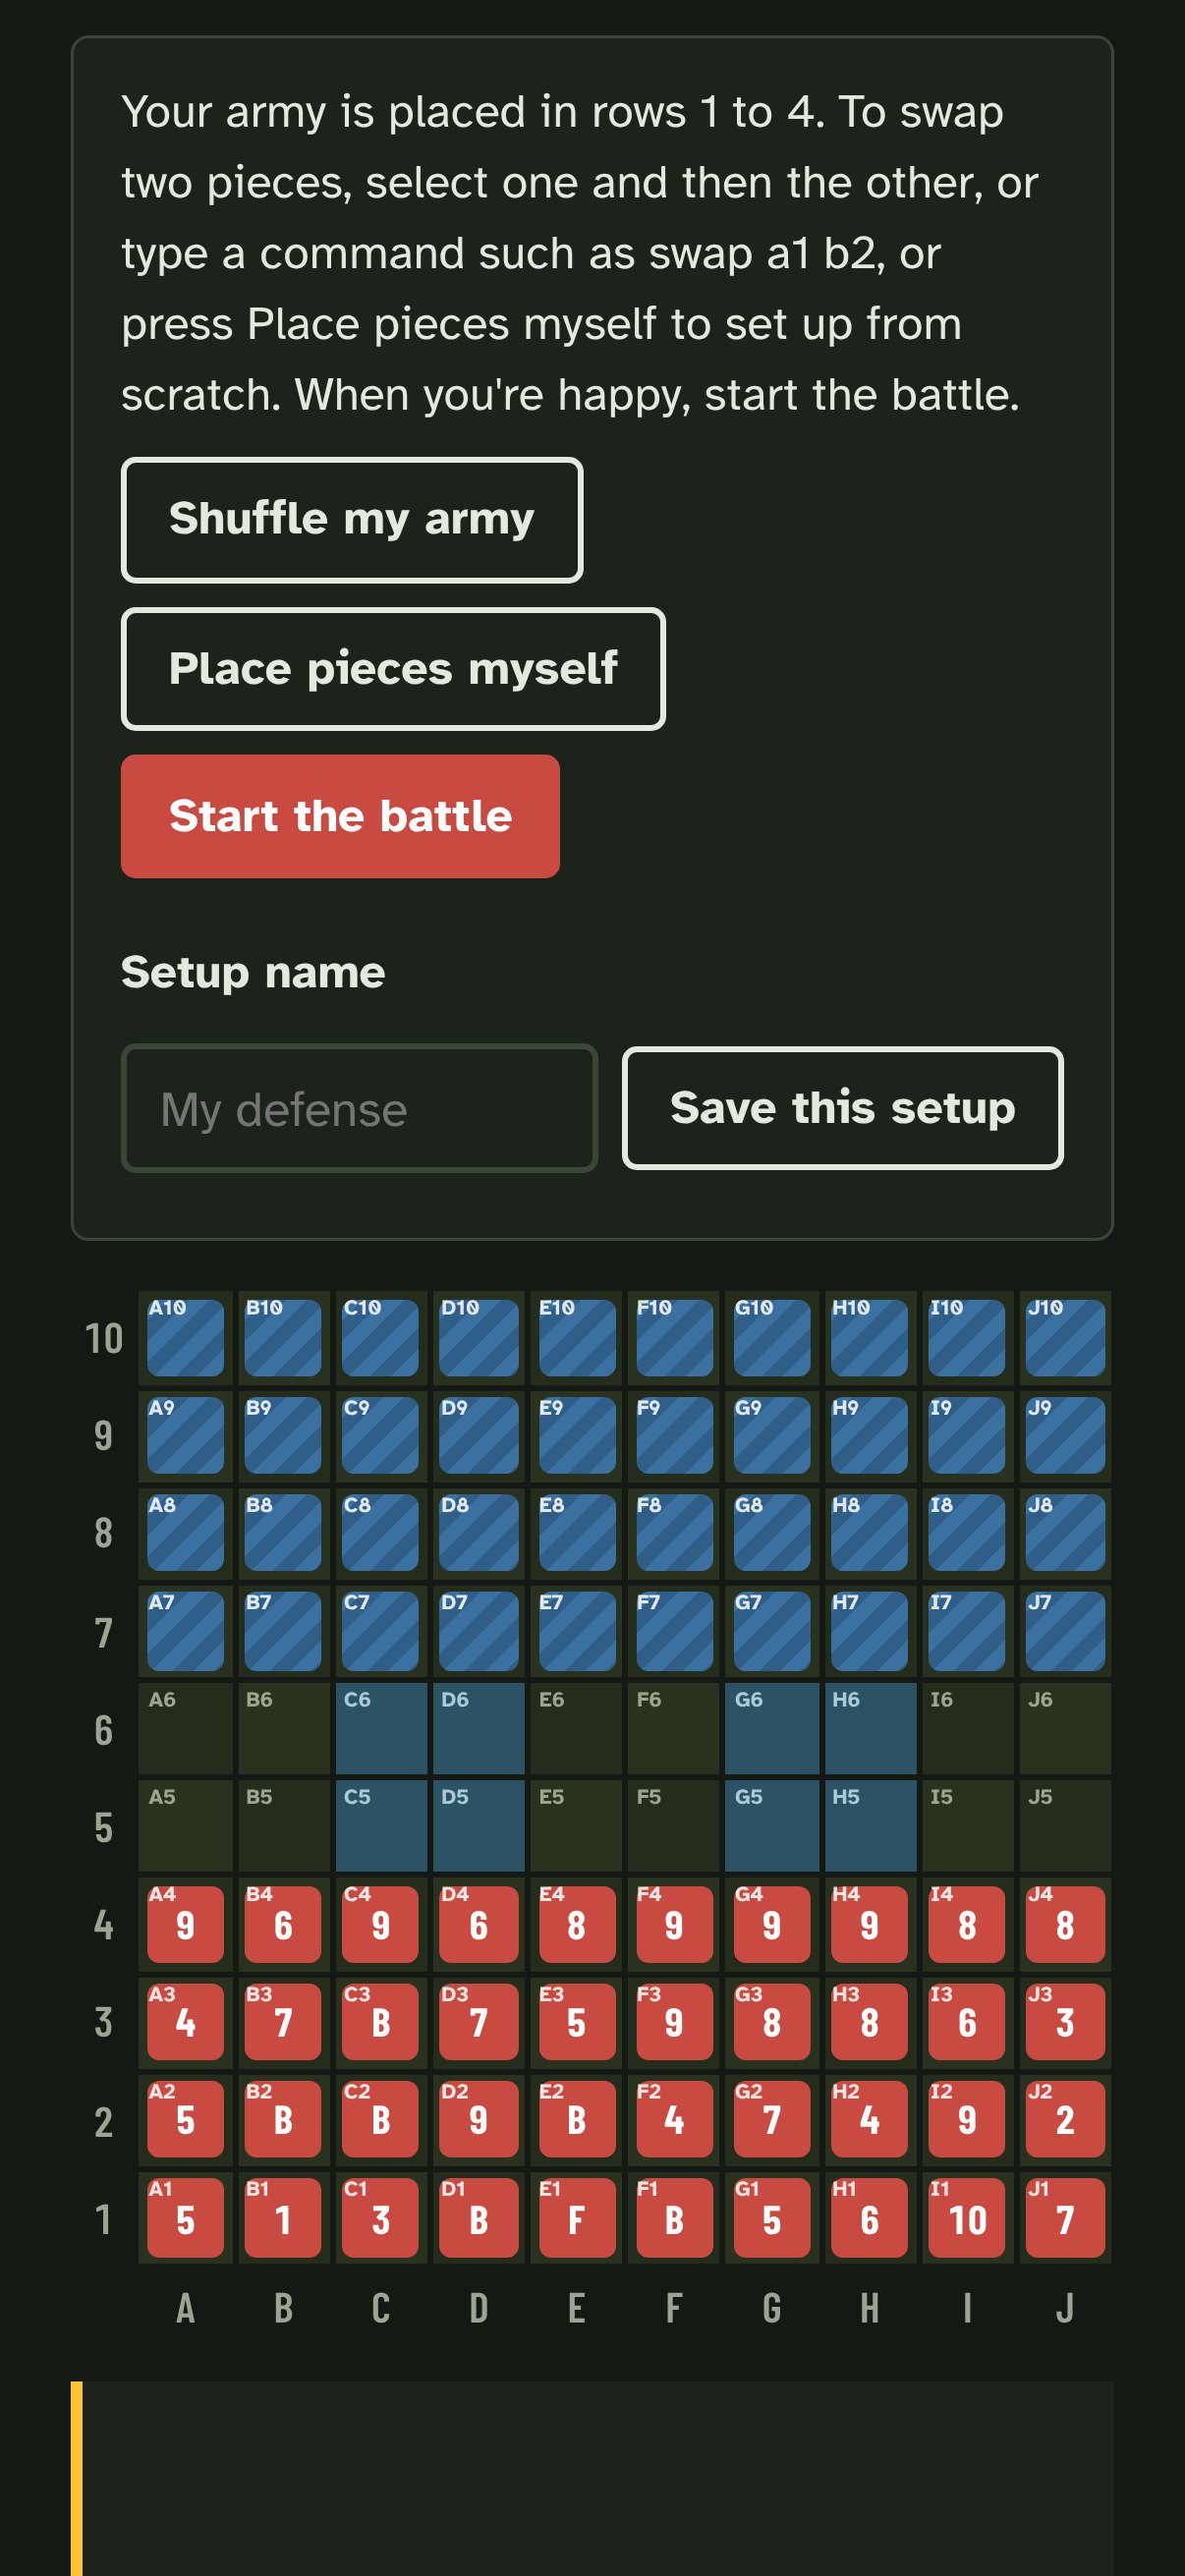 Your army is placed in rows 1 to 4. To swap
two pieces, select one and then the other, or
type a command such as swap a1 b2, or
press Place pieces myself to set up from
scratch. When you're happy, start the battle.
Shuffle my army
Place pieces myself
Start the battle
Setup name
My defense
Save this setup
A10 B10 C10 D10 E10 F10 G10 H10 I10 J10
10
A9 B9 C9 D9 E9 F9 G9 H9 I9 J9
9
A8 B8 C8 D8 E8 F8 G8 H8 I8 J8
8
A7 B7 C7 D7 E7 F7 G7 H7 I7 J7
7
A6 B6 C6 D6 E6 F6 G6 H6 I6 J6
6
A5 B5 C5 D5 E5 F5 G5 H5 I5 J5
5
A4 B4 C4 D4 E4 F4 G4 H4 I4 J4
4 9 6 9 6 8 9 9 9 8 8
A3 B3 C3 D3 E3 F3 G3 H3 I3 J3
3 4 7 B 7 5 9 8 8 6 3
A2 B2 C2 D2 E2 F2 G2 H2 I2 J2
2 5 B B 9 B 4 7 4 9 2
A1 B1 C1 D1 E1 F1 G1 H1 I1 J1
1 5 1 3 B F B 5 6 10 7
A B C D E F G H I J